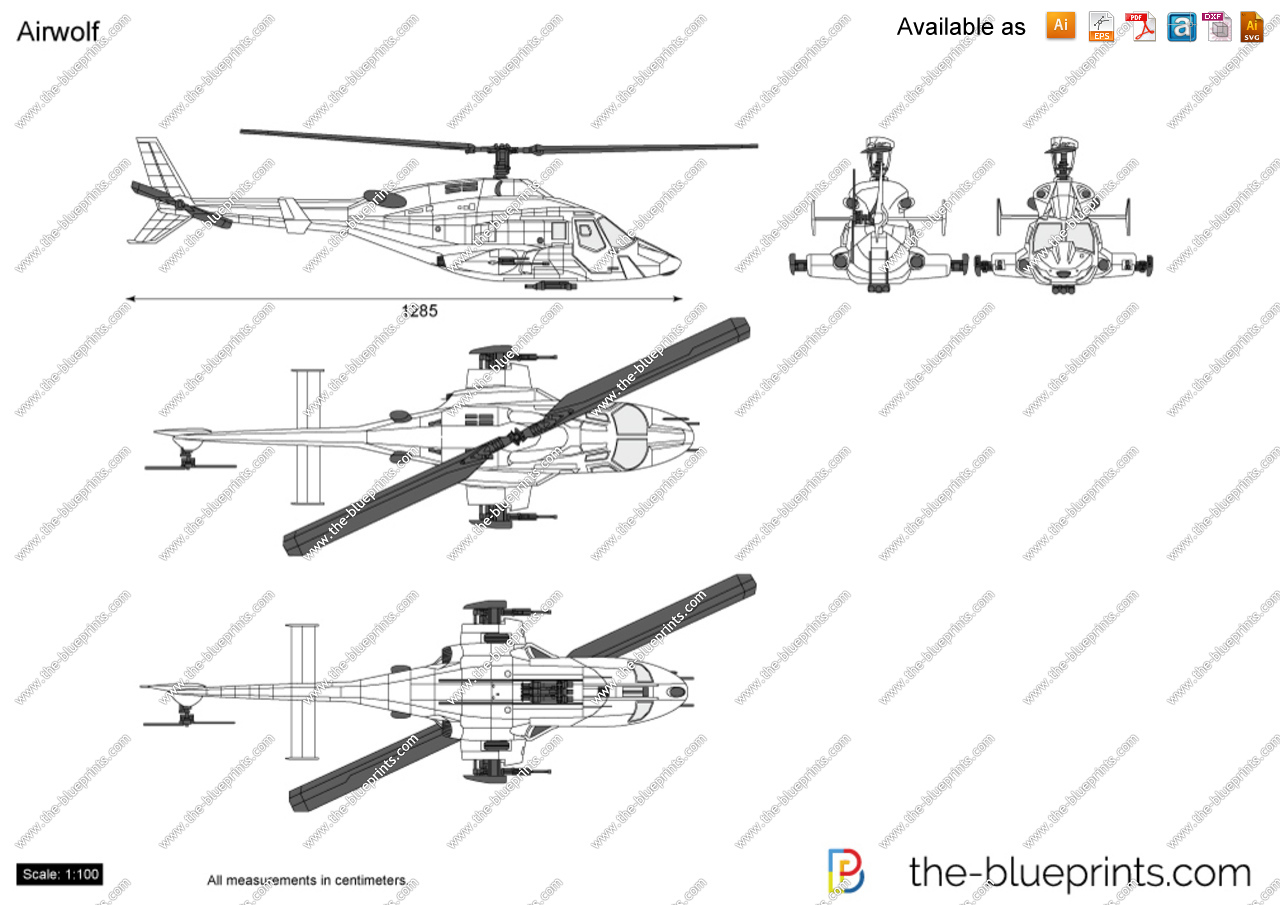 Airwolf
Available as
Ai
EPS
PDF
a
DXF
Ai
SVG
1285
Scale: 1:100
All measurements in centimeters.
the-blueprints.com
www.the-blueprints.com